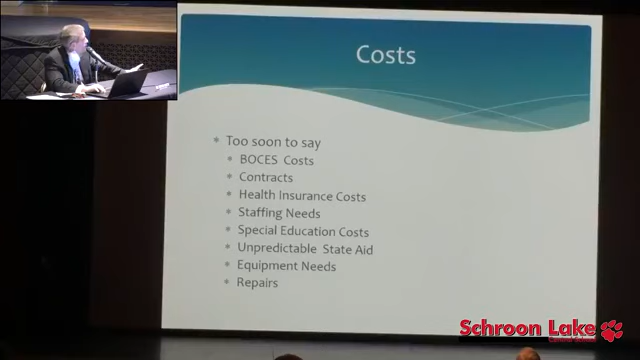 Costs
* Too soon to say
* BOCES Costs
* Contracts
* Health Insurance Costs
* Staffing Needs
* Special Education Costs
* Unpredictable State Aid
* Equipment Needs
* Repairs
Schroon Lake